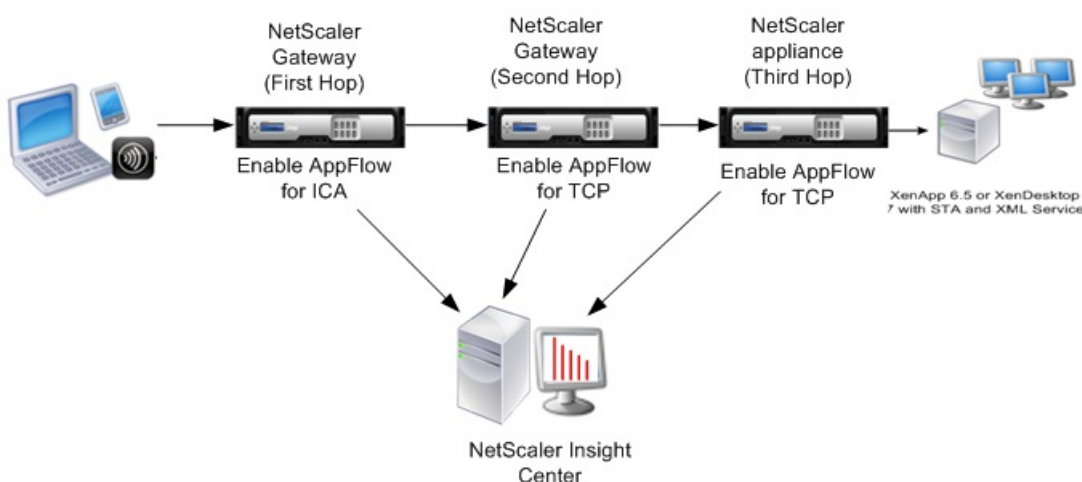 NetScaler
Gateway
(First Hop)
NetScaler
Gateway
(Second Hop)
NetScaler
appliance
(Third Hop)
Enable AppFlow
for ICA
Enable AppFlow
for TCP
Enable AppFlow
for TCP
XenApp 6.5 or XenDesktop
7 with STA and XML Service
NetScaler Insight
Center